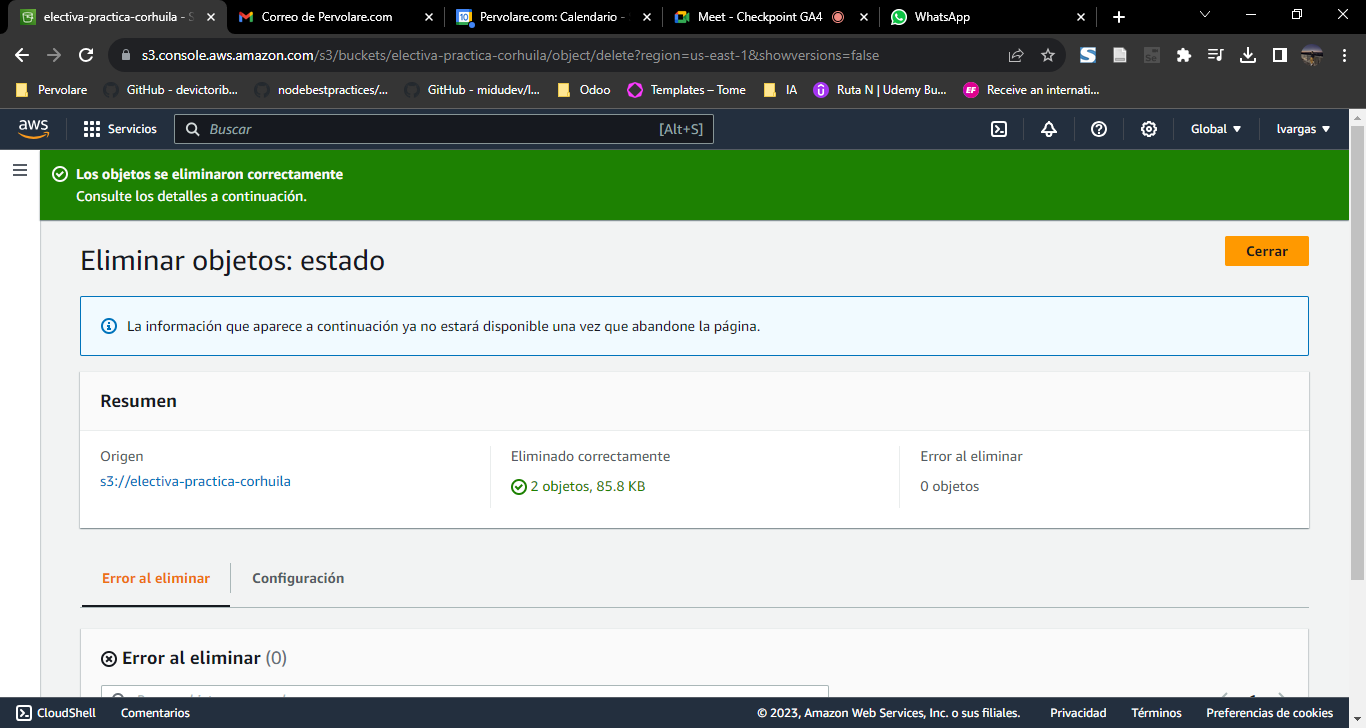 electiva-practica-corhuila - S
Correo de Pervolare.com
Pervolare.com: Calendario -
Meet - Checkpoint GA4
WhatsApp
s3.console.aws.amazon.com/s3/buckets/electiva-practica-corhuila/object/delete?region=us-east-1&showversions=false
Pervolare
GitHub - devictorib...
nodebestpractices/...
GitHub - midudev/l...
Odoo
Templates – Tome
IA
Ruta N | Udemy Bu...
EF Receive an internati...
aws
Servicios
Buscar [Alt+S]
Global
lvargas
Los objetos se eliminaron correctamente
Consulte los detalles a continuación.
Eliminar objetos: estado
Cerrar
La información que aparece a continuación ya no estará disponible una vez que abandone la página.
Resumen
Origen
s3://electiva-practica-corhuila
Eliminado correctamente
2 objetos, 85.8 KB
Error al eliminar
0 objetos
Error al eliminar
Configuración
Error al eliminar (0)
CloudShell
Comentarios
© 2023, Amazon Web Services, Inc. o sus filiales.
Privacidad
Términos
Preferencias de cookies